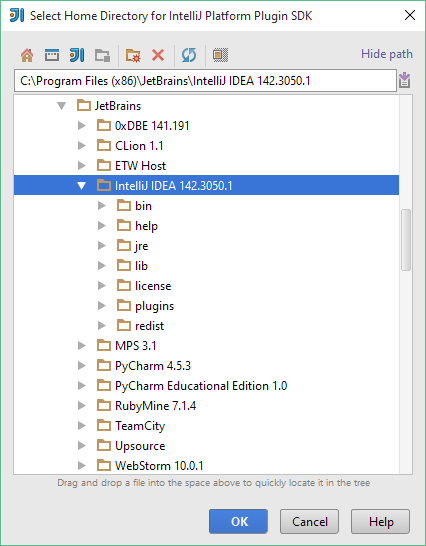 Select Home Directory for IntelliJ Platform Plugin SDK
Hide path
C:\Program Files (x86)\JetBrains\IntelliJ IDEA 142.3050.1
JetBrains
0xDBE 141.191
CLion 1.1
ETW Host
IntelliJ IDEA 142.3050.1
bin
help
jre
lib
license
plugins
redist
MPS 3.1
PyCharm 4.5.3
PyCharm Educational Edition 1.0
RubyMine 7.1.4
TeamCity
Upsource
WebStorm 10.0.1
Drag and drop a file into the space above to quickly locate it in the tree
OK
Cancel
Help